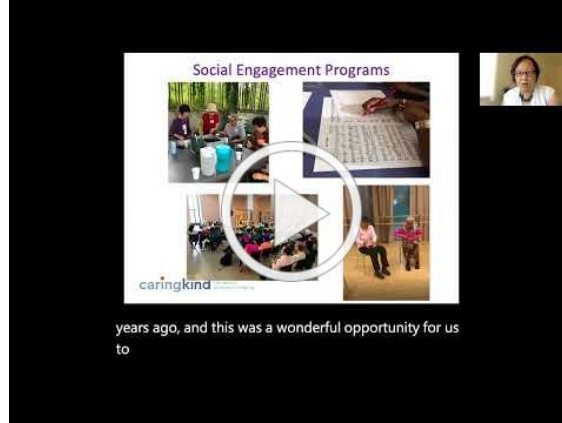 Social Engagement Programs
caringkind
years ago, and this was a wonderful opportunity for us
to